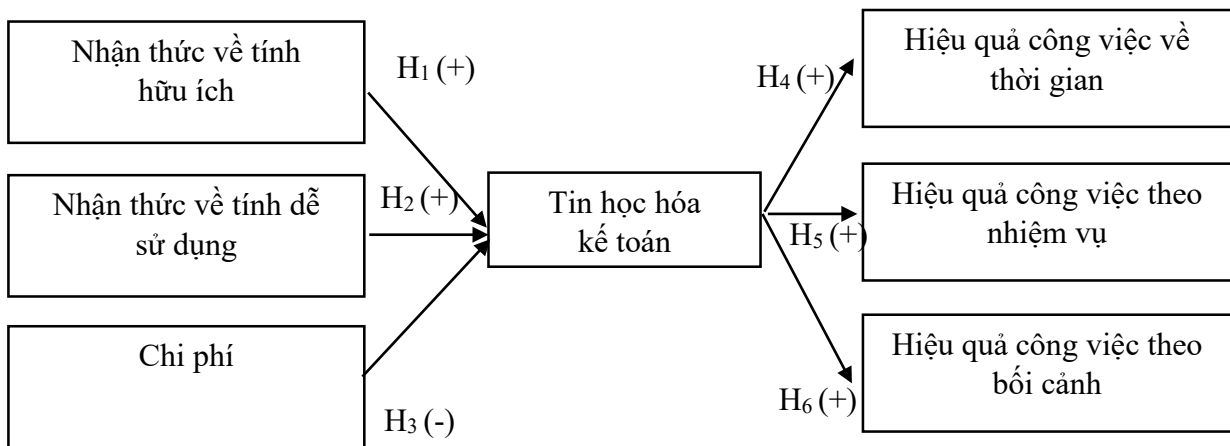 Nhận thức về tính
hữu ích
H₁ (+)
Nhận thức về tính dễ
sử dụng
H₂ (+)
Chi phí
H₃ (-)
Tin học hóa
kế toán
H₄ (+)
Hiệu quả công việc về
thời gian
H₅ (+)
Hiệu quả công việc theo
nhiệm vụ
H₆ (+)
Hiệu quả công việc theo
bối cảnh